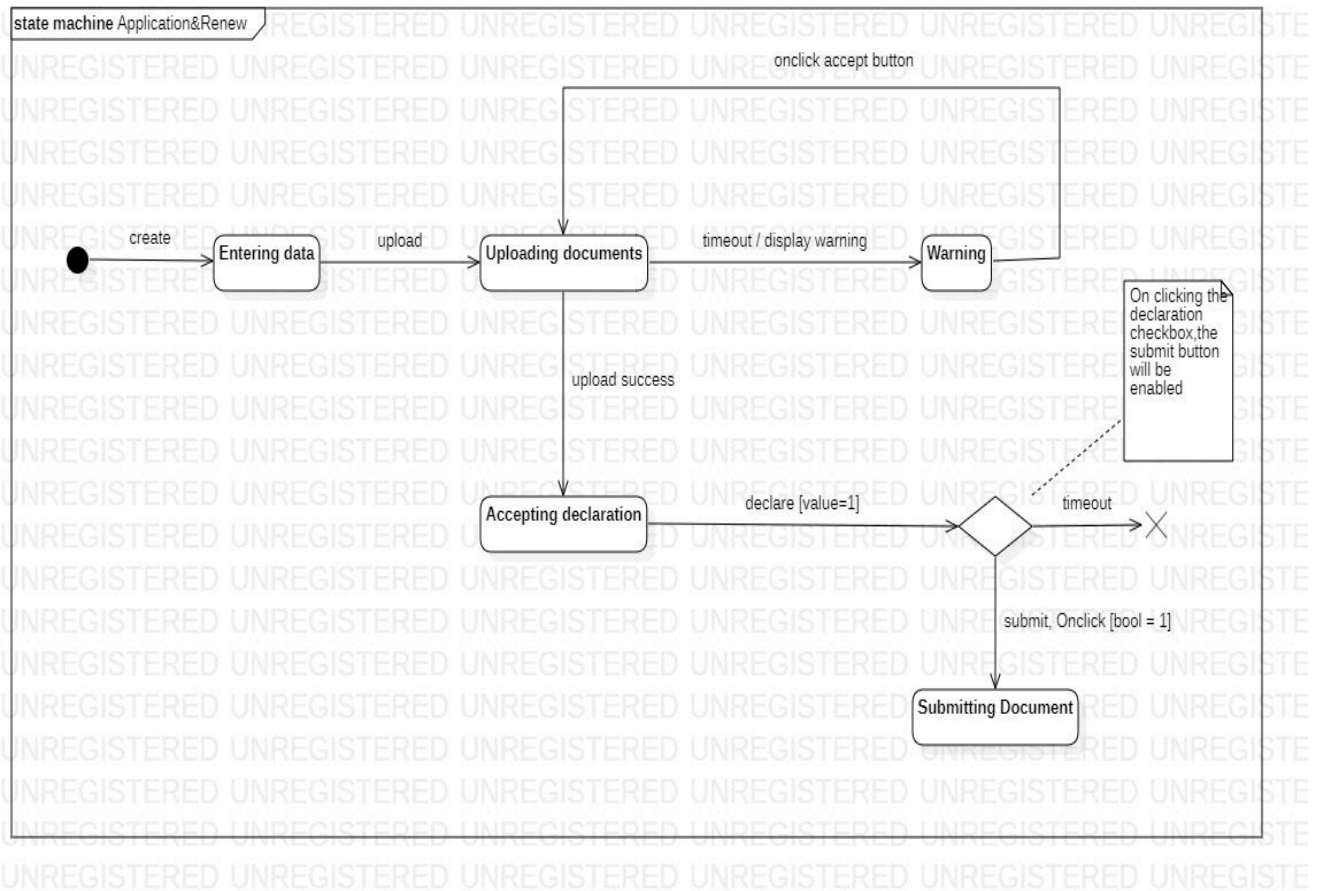 state machine Application&Renew
onclick accept button
create
Entering data
upload
Uploading documents
timeout / display warning
Warning
On clicking the
declaration
checkbox,the
submit button
will be
enabled
upload success
Accepting declaration
declare [value=1]
timeout
submit, Onclick [bool = 1]
Submitting Document
UNREGISTERED UNREGISTERED UNREGISTERED UNREGISTERED UNREGISTERED UNREGISTE